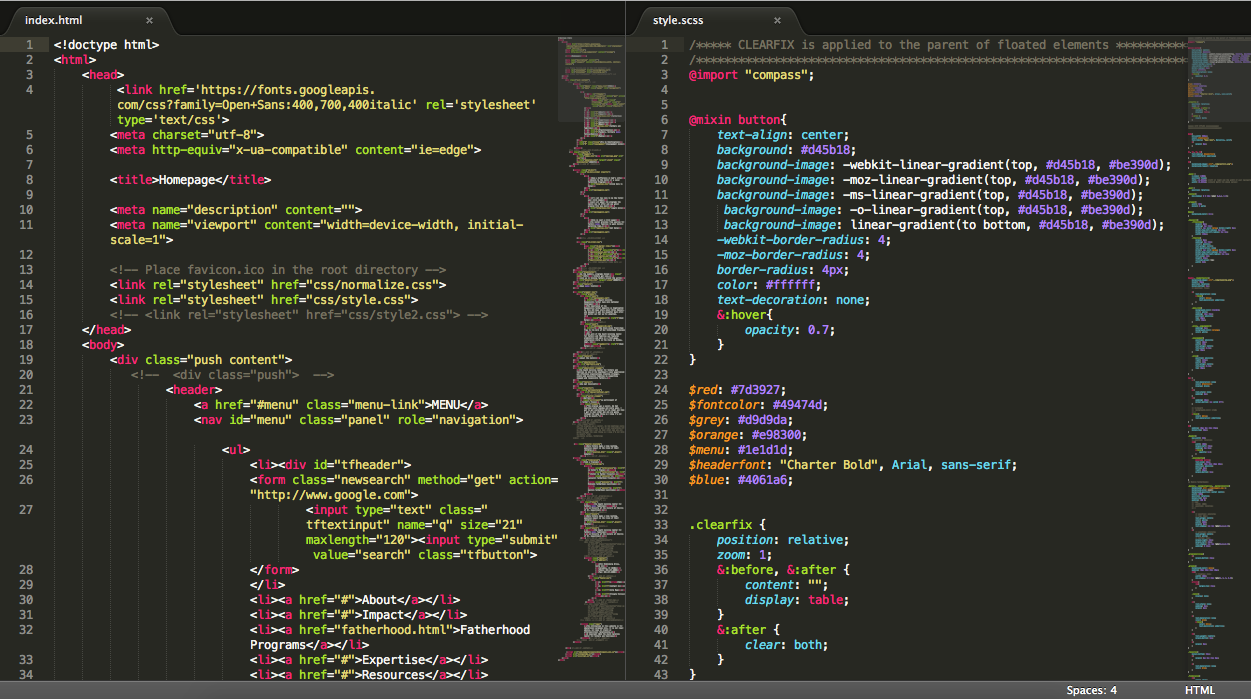 index.html ×
1 <!doctype html>
2 <html>
3 <head>
4 <link href='https://fonts.googleapis.
com/css?family=Open+Sans:400,700,400italic' rel='stylesheet'
type='text/css'>
5 <meta charset="utf-8">
6 <meta http-equiv="x-ua-compatible" content="ie=edge">
7
8 <title>Homepage</title>
9
10 <meta name="description" content="">
11 <meta name="viewport" content="width=device-width, initial-
scale=1">
12
13 <!-- Place favicon.ico in the root directory -->
14 <link rel="stylesheet" href="css/normalize.css">
15 <link rel="stylesheet" href="css/style.css">
16 <!-- <link rel="stylesheet" href="css/style2.css"> -->
17 </head>
18 <body>
19 <div class="push content">
20 <!--  <div class="push">  -->
21 <header>
22 <a href="#menu" class="menu-link">MENU</a>
23 <nav id="menu" class="panel" role="navigation">
24 <ul>
25 <li><div id="tfheader">
26 <form class="newsearch" method="get" action=
"http://www.google.com">
27 <input type="text" class="
tftextinput" name="q" size="21"
maxlength="120"><input type="submit"
value="search" class="tfbutton">
28 </form>
29 </li>
30 <li><a href="#">About</a></li>
31 <li><a href="#">Impact</a></li>
32 <li><a href="fatherhood.html">Fatherhood
Programs</a></li>
33 <li><a href="#">Expertise</a></li>
34 <li><a href="#">Resources</a></li>
style.scss ×
1 /***** CLEARFIX is applied to the parent of floated elements **********
2 /**********************************************************************
3 @import "compass";
4
5
6 @mixin button{
7 text-align: center;
8 background: #d45b18;
9 background-image: -webkit-linear-gradient(top, #d45b18, #be390d);
10 background-image: -moz-linear-gradient(top, #d45b18, #be390d);
11 background-image: -ms-linear-gradient(top, #d45b18, #be390d);
12 background-image: -o-linear-gradient(top, #d45b18, #be390d);
13 background-image: linear-gradient(to bottom, #d45b18, #be390d);
14 -webkit-border-radius: 4;
15 -moz-border-radius: 4;
16 border-radius: 4px;
17 color: #ffffff;
18 text-decoration: none;
19 &:hover{
20 opacity: 0.7;
21 }
22 }
23
24 $red: #7d3927;
25 $fontcolor: #49474d;
26 $grey: #d9d9da;
27 $orange: #e98300;
28 $menu: #1e1d1d;
29 $headerfont: "Charter Bold", Arial, sans-serif;
30 $blue: #4061a6;
31
32
33 .clearfix {
34 position: relative;
35 zoom: 1;
36 &:before, &:after {
37 content: "";
38 display: table;
39 }
40 &:after {
41 clear: both;
42 }
43 }
Spaces: 4 HTML